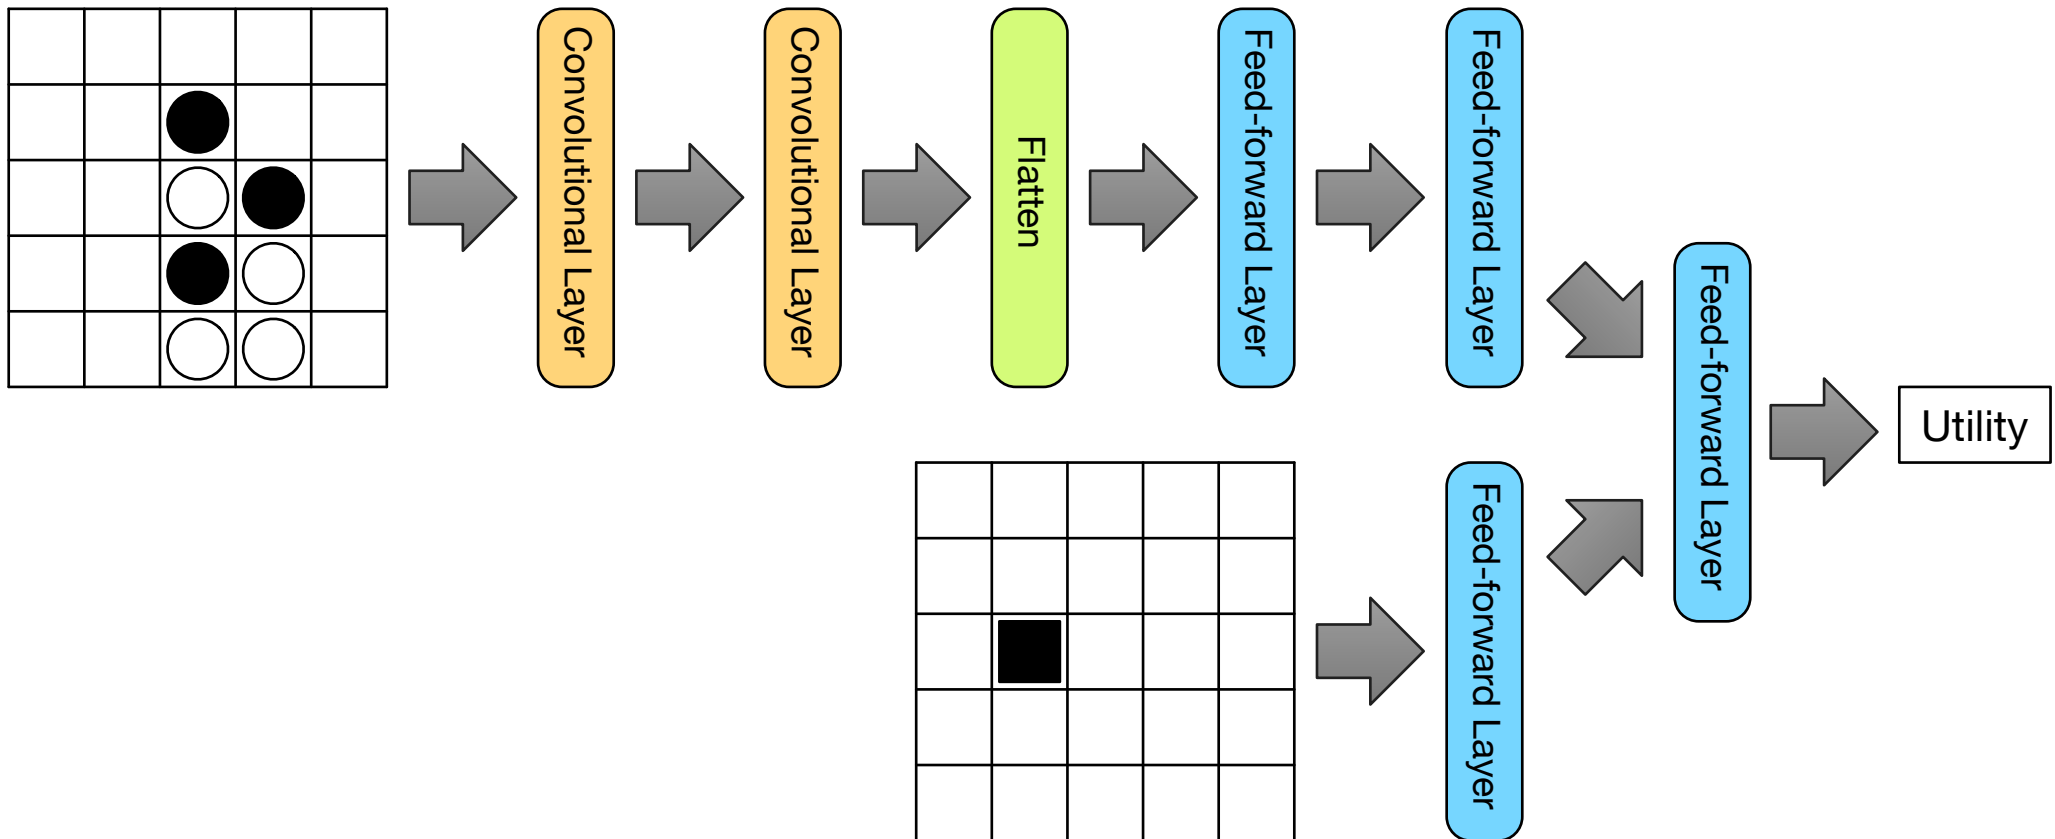 Convolutional Layer
Convolutional Layer
Flatten
Feed-forward Layer
Feed-forward Layer
Feed-forward Layer
Feed-forward Layer
Utility